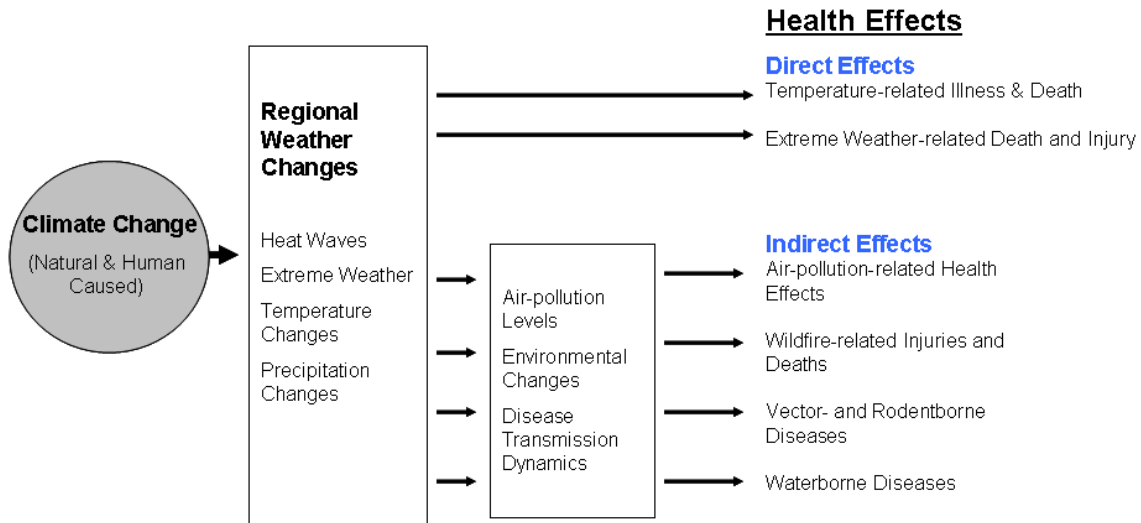 Health Effects
Direct Effects
Temperature-related Illness & Death
Extreme Weather-related Death and Injury
Regional
Weather
Changes
Climate Change
(Natural & Human
Caused)
Heat Waves
Extreme Weather
Temperature
Changes
Precipitation
Changes
Air-pollution
Levels
Environmental
Changes
Disease
Transmission
Dynamics
Indirect Effects
Air-pollution-related Health
Effects
Wildfire-related Injuries and
Deaths
Vector- and Rodentborne
Diseases
Waterborne Diseases